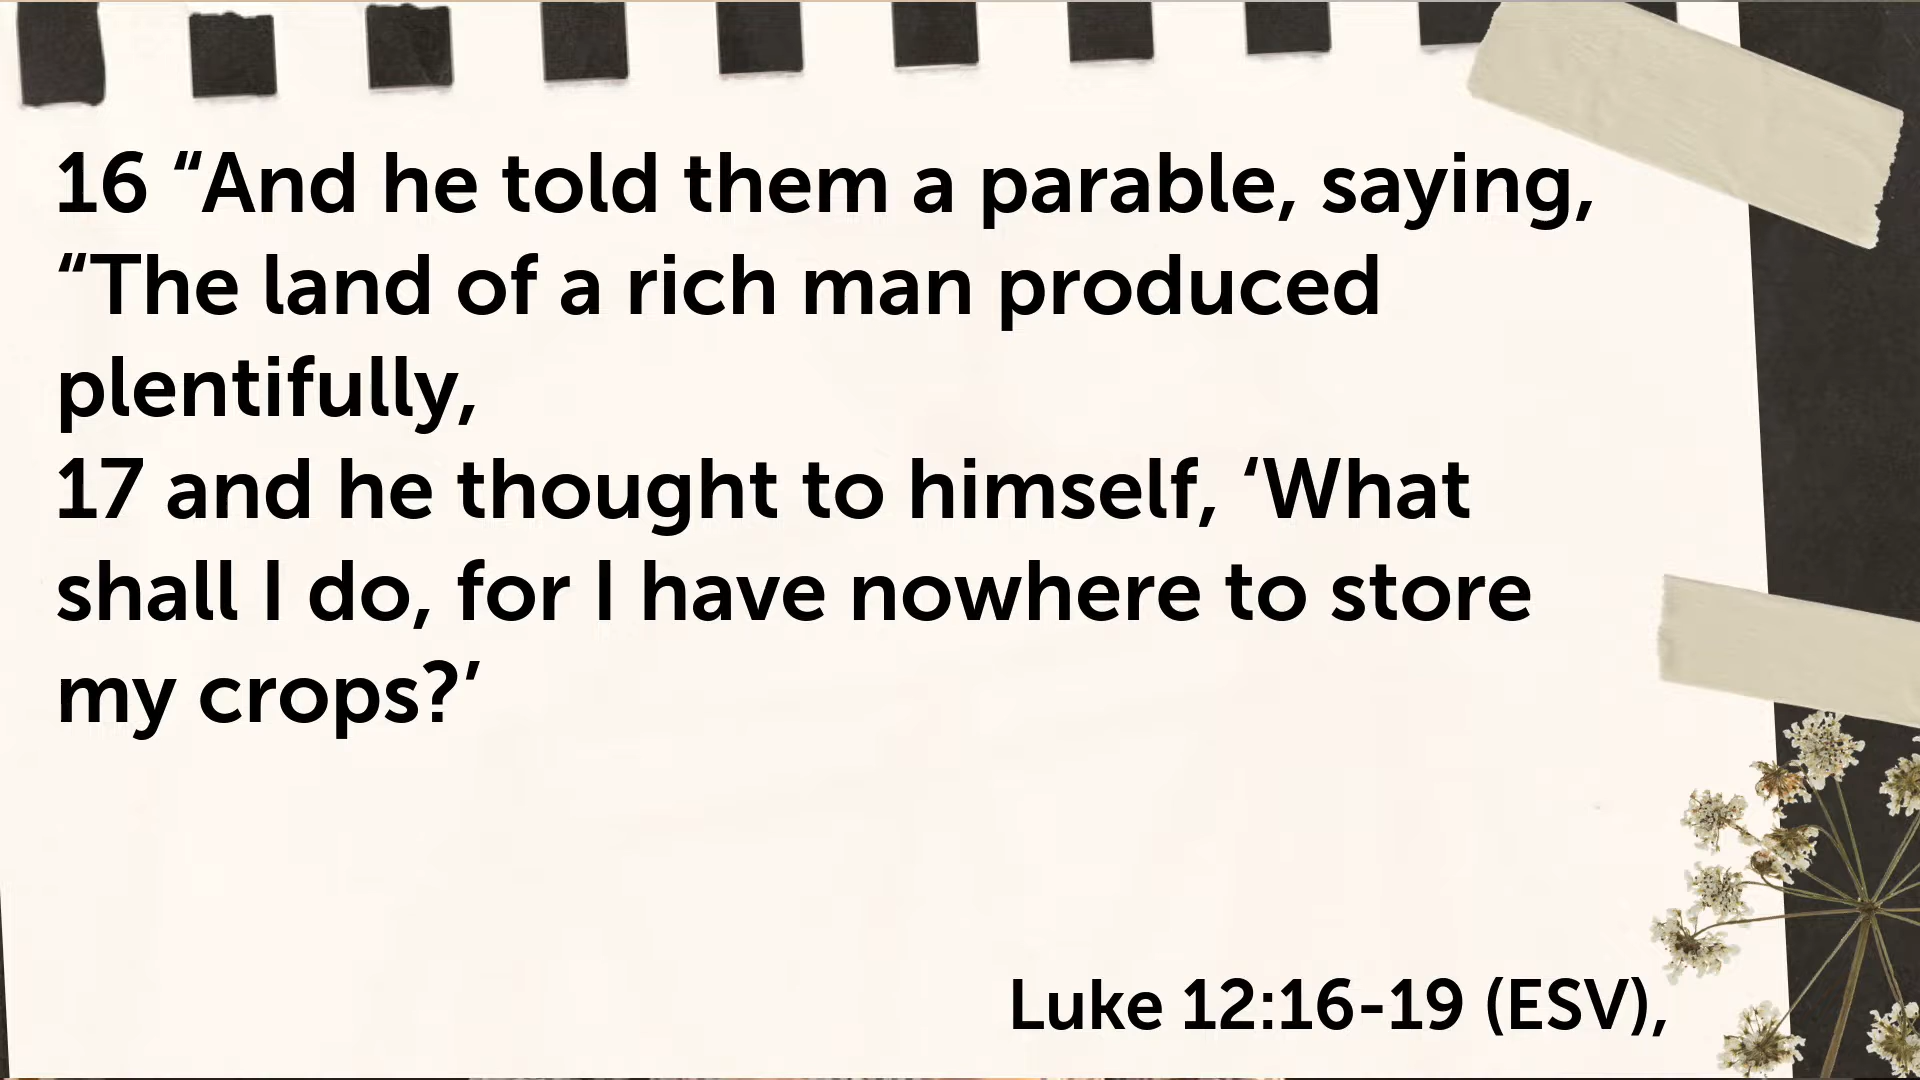 16 “And he told them a parable, saying,
“The land of a rich man produced
plentifully,
17 and he thought to himself, ‘What
shall I do, for I have nowhere to store
my crops?’
Luke 12:16-19 (ESV),